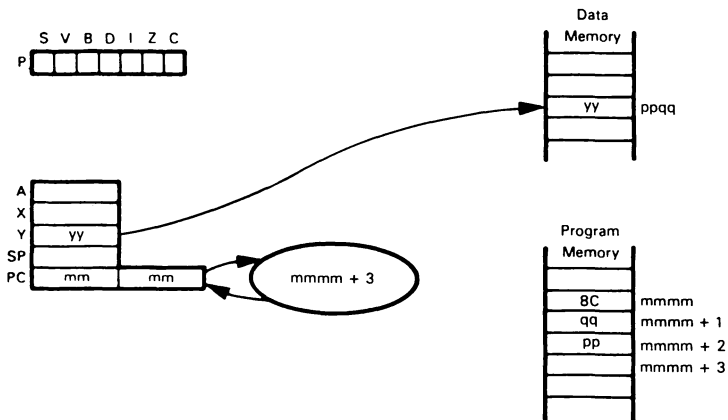 S V B D I Z C
P
Data
Memory
yy ppqq
A
X
Y yy
SP
PC mm mm
mmmm + 3
Program
Memory
8C mmmm
qq mmmm + 1
pp mmmm + 2
mmmm + 3